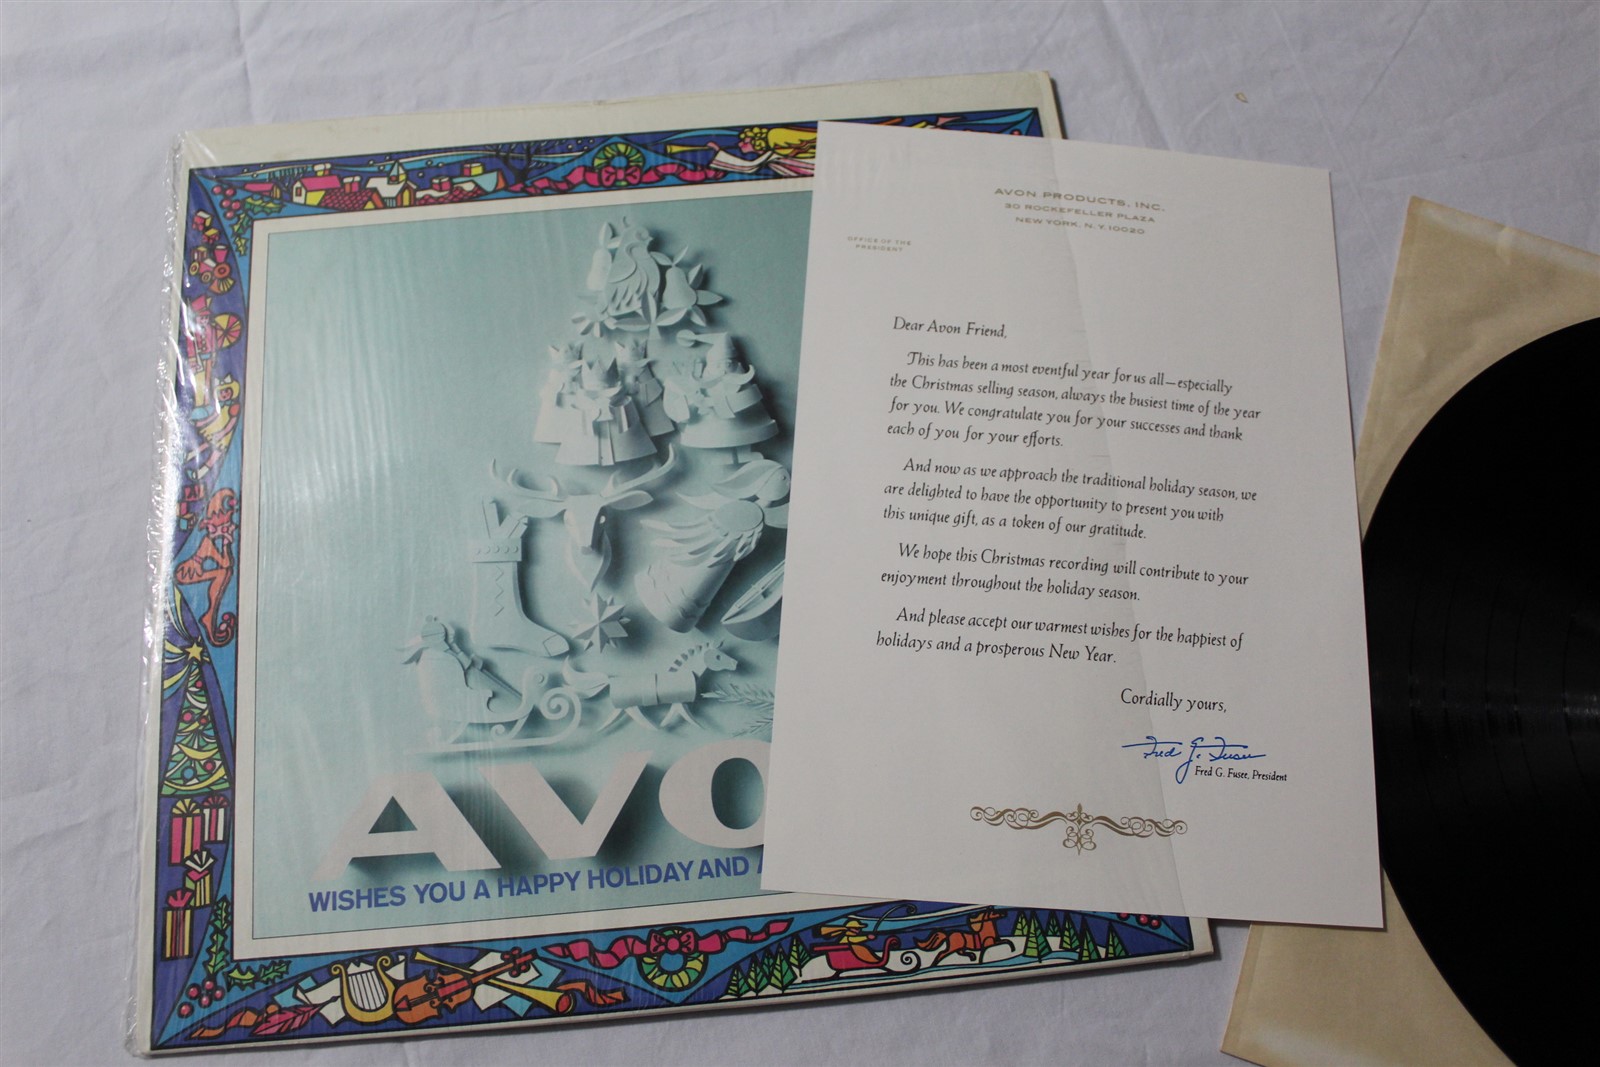 AVO
WISHES YOU A HAPPY HOLIDAY AND
AVON PRODUCTS, INC.
30 ROCKEFELLER PLAZA
NEW YORK, N.Y. 10020
OFFICE OF THE
PRESIDENT
Dear Avon Friend,
This has been a most eventful year for us all—especially
the Christmas selling season, always the busiest time of the year
for you. We congratulate you for your successes and thank
each of you for your efforts.
And now as we approach the traditional holiday season, we
are delighted to have the opportunity to present you with
this unique gift, as a token of our gratitude.
We hope this Christmas recording will contribute to your
enjoyment throughout the holiday season.
And please accept our warmest wishes for the happiest of
holidays and a prosperous New Year.
Cordially yours,
Fred G. Fusee
Fred G. Fusee, President